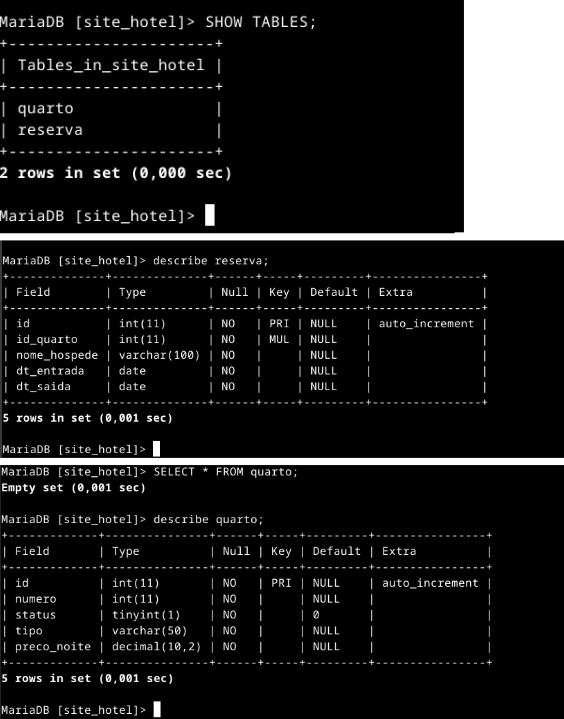 MariaDB [site_hotel]> SHOW TABLES;
+----------------------+
| Tables_in_site_hotel |
+----------------------+
| quarto               |
| reserva              |
+----------------------+
2 rows in set (0,000 sec)
MariaDB [site_hotel]>
MariaDB [site_hotel]> describe reserva;
+--------------+--------------+------+-----+---------+----------------+
| Field        | Type         | Null | Key | Default | Extra          |
+--------------+--------------+------+-----+---------+----------------+
| id           | int(11)      | NO   | PRI | NULL    | auto_increment |
| id_quarto    | int(11)      | NO   | MUL | NULL    |                |
| nome_hospede | varchar(100) | NO   |     | NULL    |                |
| dt_entrada   | date         | NO   |     | NULL    |                |
| dt_saida     | date         | NO   |     | NULL    |                |
+--------------+--------------+------+-----+---------+----------------+
5 rows in set (0,001 sec)
MariaDB [site_hotel]>
MariaDB [site_hotel]> SELECT * FROM quarto;
Empty set (0,001 sec)
MariaDB [site_hotel]> describe quarto;
+-------------+---------------+------+-----+---------+----------------+
| Field       | Type          | Null | Key | Default | Extra          |
+-------------+---------------+------+-----+---------+----------------+
| id          | int(11)       | NO   | PRI | NULL    | auto_increment |
| numero      | int(11)       | NO   |     | NULL    |                |
| status      | tinyint(1)    | NO   |     | 0       |                |
| tipo        | varchar(50)   | NO   |     | NULL    |                |
| preco_noite | decimal(10,2) | NO   |     | NULL    |                |
+-------------+---------------+------+-----+---------+----------------+
5 rows in set (0,001 sec)
MariaDB [site_hotel]>